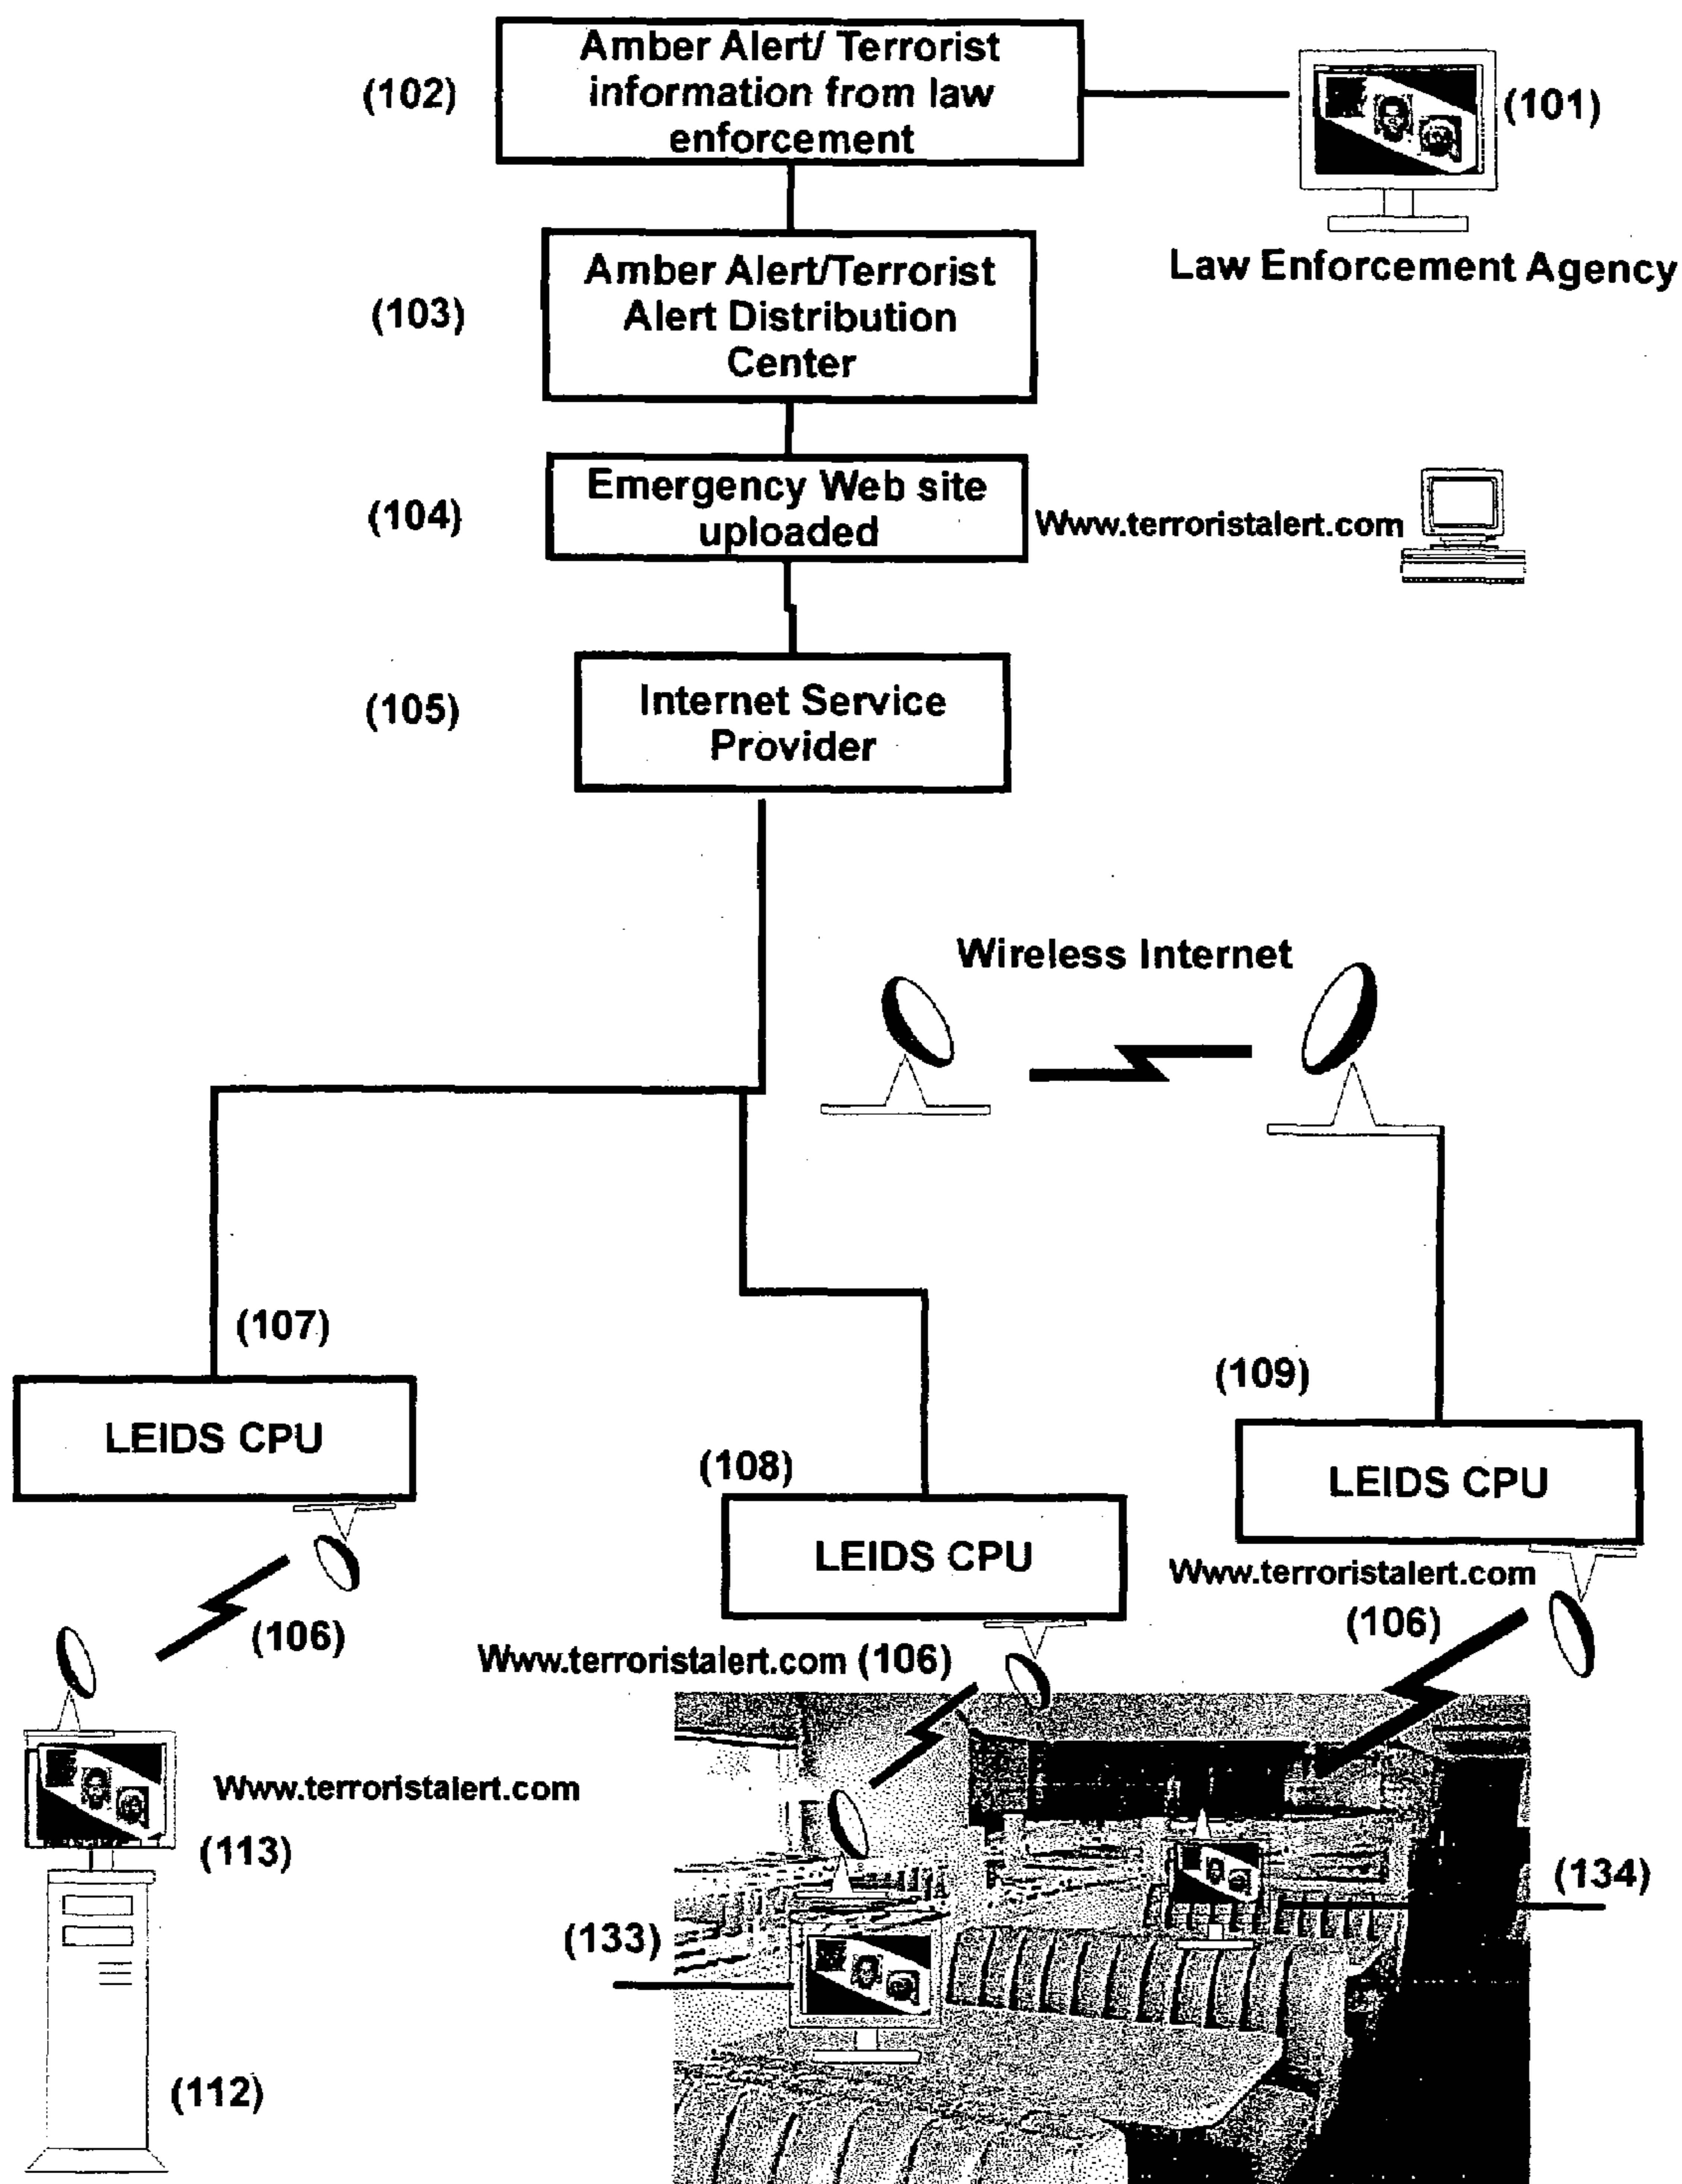 (102)
Amber Alert/ Terrorist
information from law
enforcement
(101)
Law Enforcement Agency
(103)
Amber Alert/Terrorist
Alert Distribution
Center
(104)
Emergency Web site
uploaded
Www.terroristalert.com
(105)
Internet Service
Provider
Wireless Internet
(107)
LEIDS CPU
(109)
LEIDS CPU
(108)
LEIDS CPU
Www.terroristalert.com
(106)
(106)
Www.terroristalert.com (106)
Www.terroristalert.com
(113)
(134)
(133)
(112)